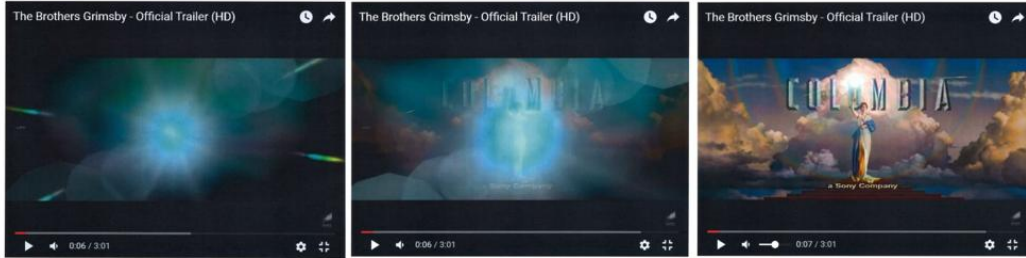 The Brothers Grimsby - Official Trailer (HD)
0:06 / 3:01
The Brothers Grimsby - Official Trailer (HD)
COLUMBIA
a Sony Company
0:06 / 3:01
The Brothers Grimsby - Official Trailer (HD)
COLUMBIA
a Sony Company
0:07 / 3:01